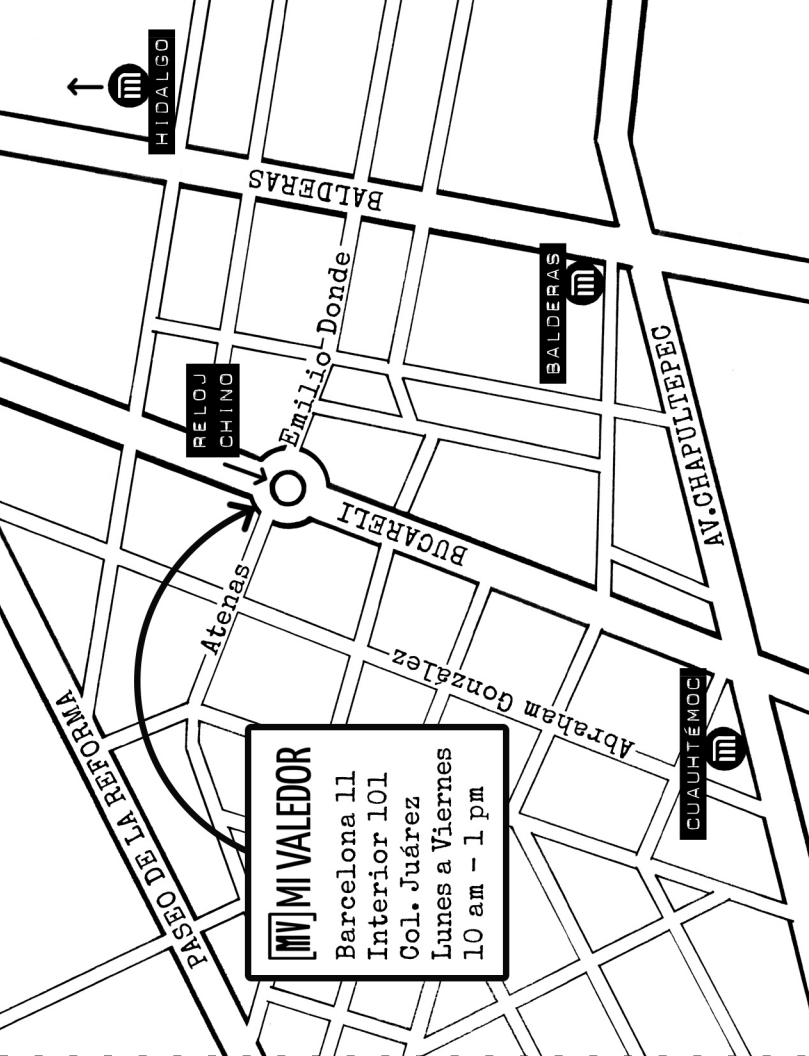 HIDALGO
BALDERAS
Emilio Donde
BALDERAS
RELOJ
CHINO
AV.CHAPULTEPEC
BUCARELI
Atenas
Abraham González
CUAUHTÉMOC
PASEO DE LA REFORMA
[MV] MI VALEDOR
Barcelona 11
Interior 101
Col. Juárez
Lunes a Viernes
10 am - 1 pm